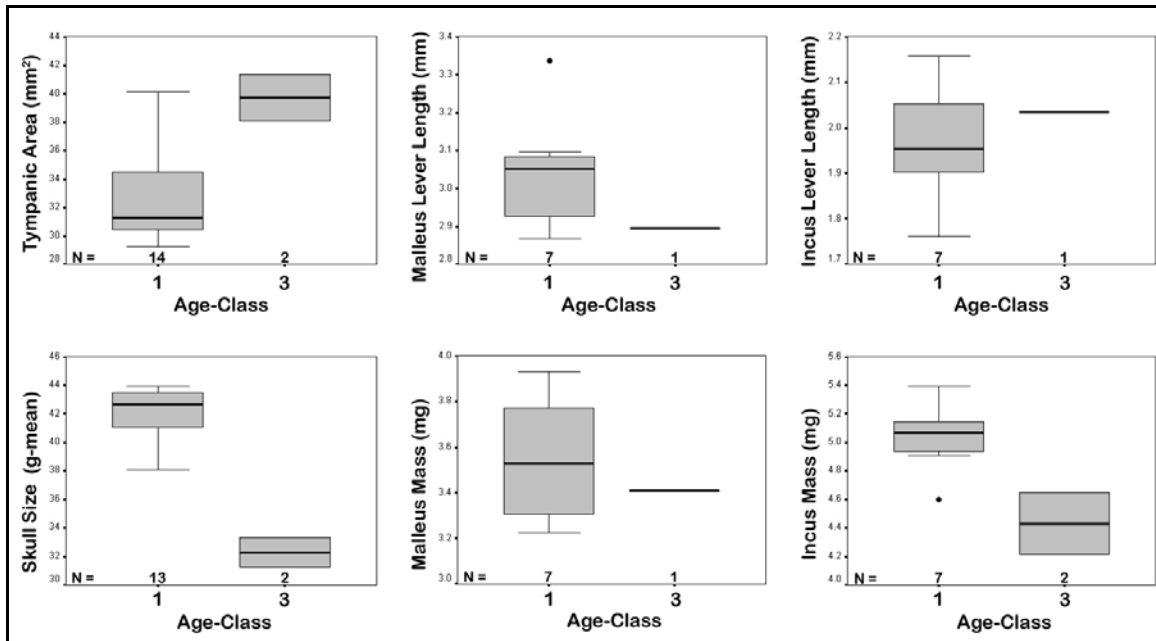 Tympanic Area (mm²)
44
42
40
38
36
34
32
30
28
N = 14 2
1 3
Age-Class
Malleus Lever Length (mm)
3.4
3.3
3.2
3.1
3.0
2.9
2.8
N = 7 1
1 3
Age-Class
Incus Lever Length (mm)
2.2
2.1
2.0
1.9
1.8
1.7
N = 7 1
1 3
Age-Class
Skull Size (g-mean)
46
44
42
40
38
36
34
32
30
N = 13 2
1 3
Age-Class
Malleus Mass (mg)
4.0
3.8
3.6
3.4
3.2
3.0
N = 7 1
1 3
Age-Class
Incus Mass (mg)
5.6
5.4
5.2
5.0
4.8
4.6
4.4
4.2
4.0
N = 7 2
1 3
Age-Class